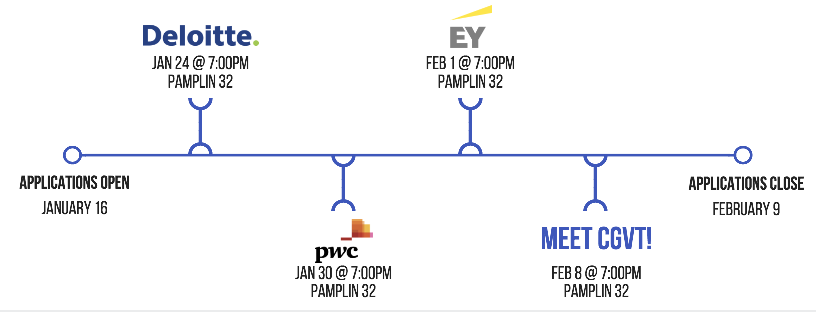 Deloitte.
JAN 24 @ 7:00PM
PAMPLIN 32
EY
FEB 1 @ 7:00PM
PAMPLIN 32
APPLICATIONS OPEN
JANUARY 16
APPLICATIONS CLOSE
FEBRUARY 9
pwc
JAN 30 @ 7:00PM
PAMPLIN 32
MEET CGVT!
FEB 8 @ 7:00PM
PAMPLIN 32